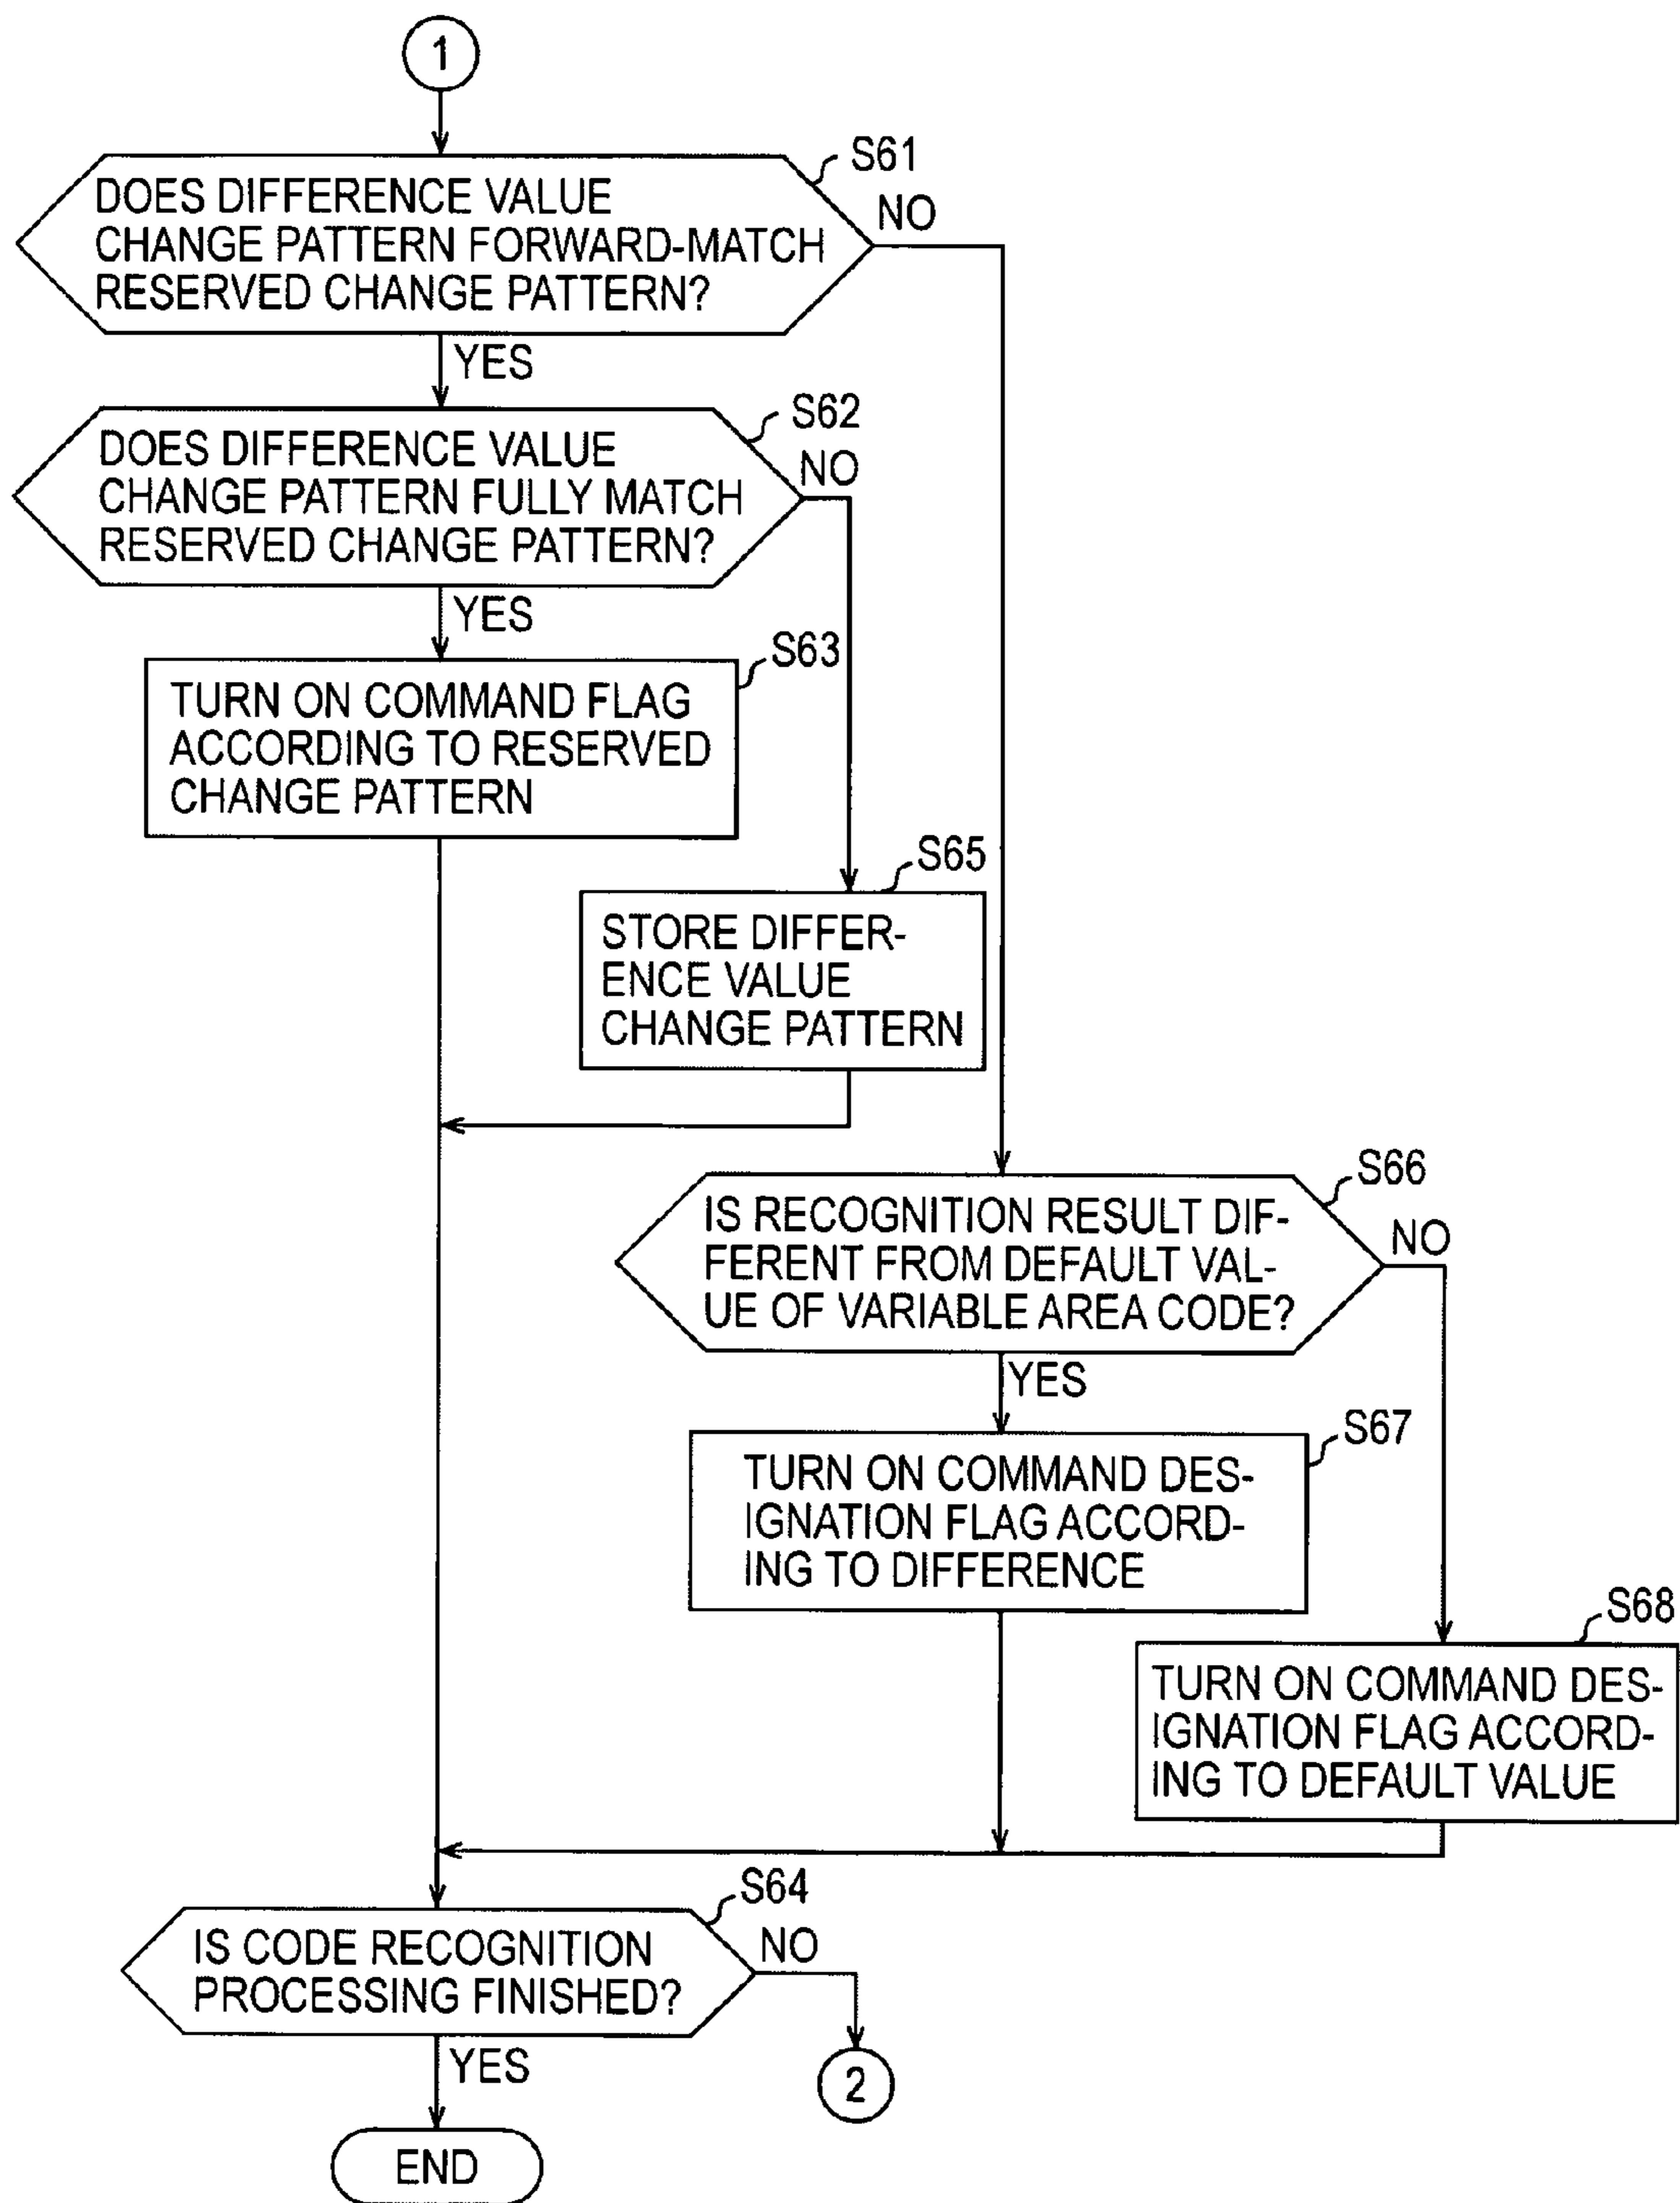 1
S61
DOES DIFFERENCE VALUE
CHANGE PATTERN FORWARD-MATCH
RESERVED CHANGE PATTERN?
NO
YES
S62
DOES DIFFERENCE VALUE
CHANGE PATTERN FULLY MATCH
RESERVED CHANGE PATTERN?
NO
YES
S63
TURN ON COMMAND FLAG
ACCORDING TO RESERVED
CHANGE PATTERN
S65
STORE DIFFER-
ENCE VALUE
CHANGE PATTERN
S66
IS RECOGNITION RESULT DIF-
FERENT FROM DEFAULT VAL-
UE OF VARIABLE AREA CODE?
NO
YES
S67
TURN ON COMMAND DES-
IGNATION FLAG ACCORD-
ING TO DIFFERENCE
S68
TURN ON COMMAND DES-
IGNATION FLAG ACCORD-
ING TO DEFAULT VALUE
S64
IS CODE RECOGNITION
PROCESSING FINISHED?
NO
YES
2
END